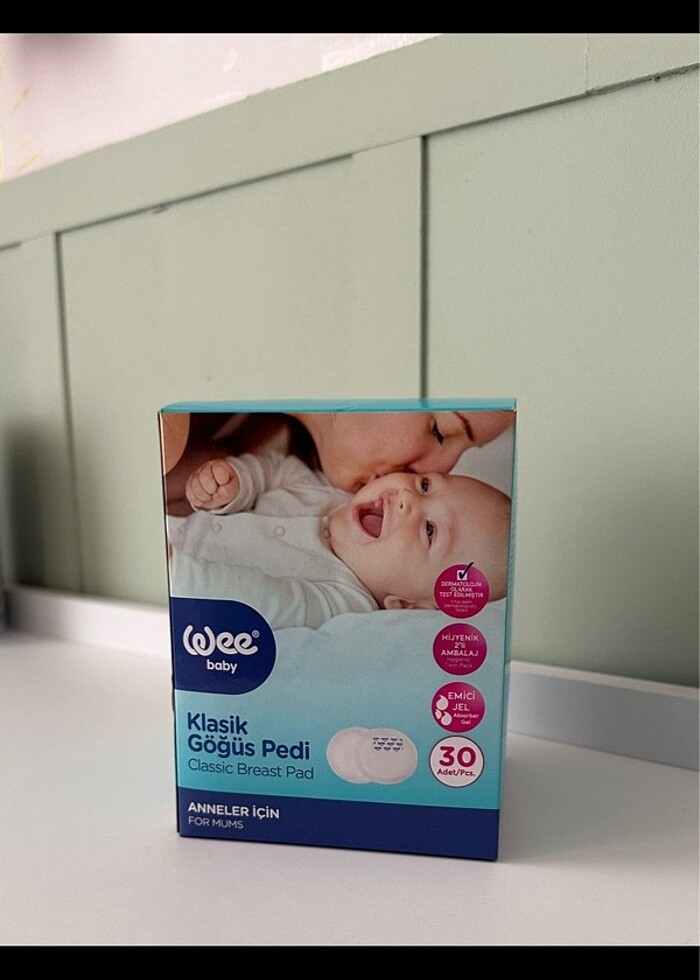 DERMATOLOJİK
OLARAK
TEST EDİLMİŞTİR
HİJYENİK
2'li
AMBALAJ
Hygienic
Twin Pack
wee®
baby
EMİCİ
JEL
Absorber
Gel
Klasik
Göğüs Pedi
Classic Breast Pad
30
Adet/Pcs.
ANNELER İÇİN
FOR MUMS